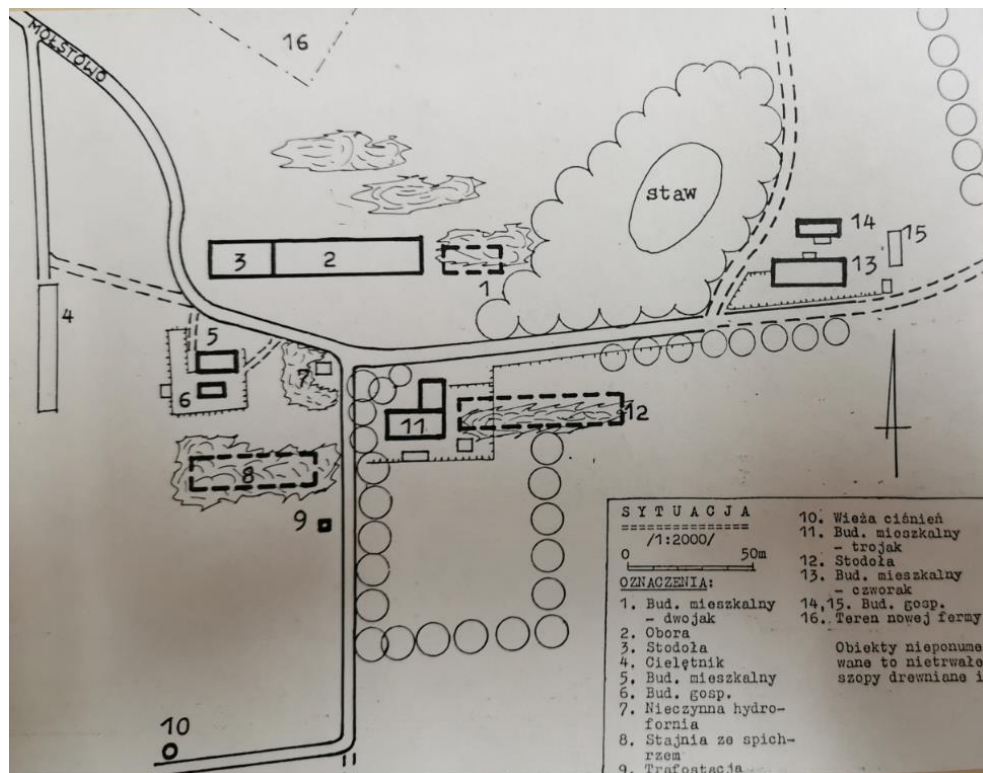 MOŁSTOWO
16
staw
14
15
3
2
13
1
4
5
7
6
12
11
8
9
10
SYTUACJA
/1:2000/
0 50m
OZNACZENIA:
1. Bud. mieszkalny
- dwojak
2. Obora
3. Stodoła
4. Cielętnik
5. Bud. mieszkalny
6. Bud. gosp.
7. Nieczynna hydro-
fornia
8. Stajnia ze spich-
rzem
9. Trafostacja
10. Wieża ciśnień
11. Bud. mieszkalny
- trojak
12. Stodoła
13. Bud. mieszkalny
- czworak
14,15. Bud. gosp.
16. Teren nowej fermy
Obiekty nieponume
wane to nietrwałe
szopy drewniane i